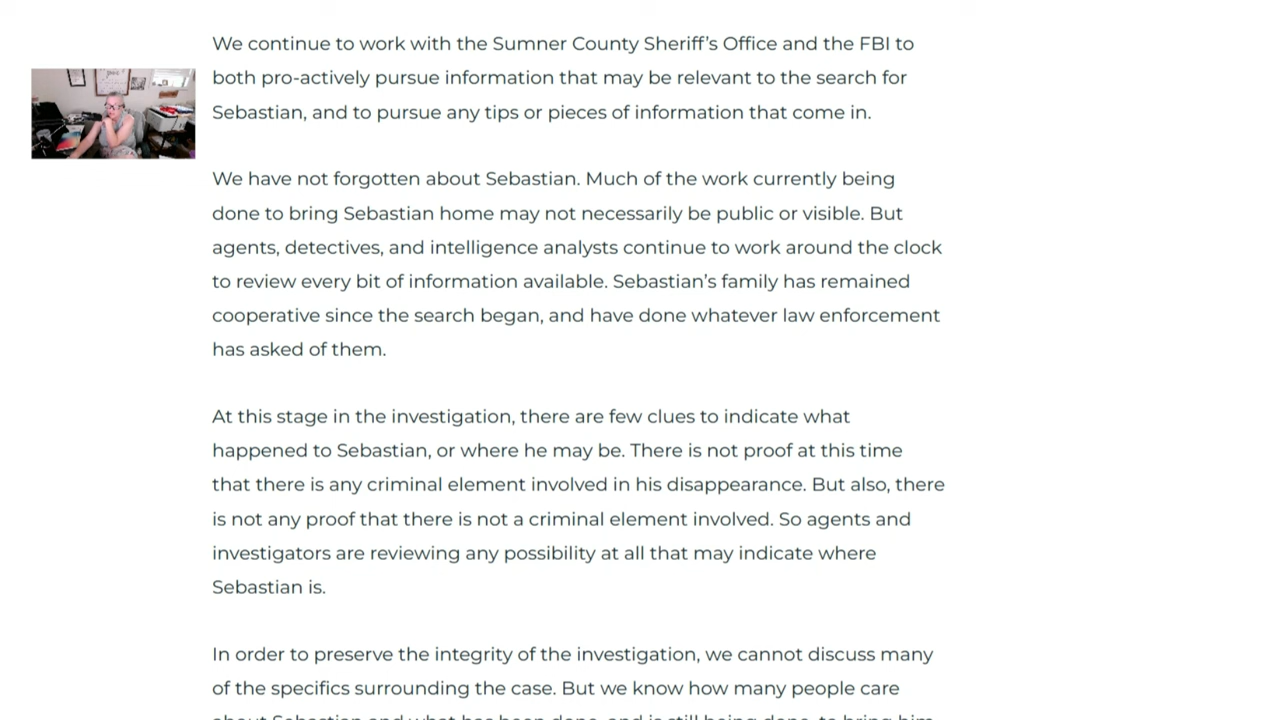 We continue to work with the Sumner County Sheriff’s Office and the FBI to
both pro-actively pursue information that may be relevant to the search for
Sebastian, and to pursue any tips or pieces of information that come in.
We have not forgotten about Sebastian. Much of the work currently being
done to bring Sebastian home may not necessarily be public or visible. But
agents, detectives, and intelligence analysts continue to work around the clock
to review every bit of information available. Sebastian’s family has remained
cooperative since the search began, and have done whatever law enforcement
has asked of them.
At this stage in the investigation, there are few clues to indicate what
happened to Sebastian, or where he may be. There is not proof at this time
that there is any criminal element involved in his disappearance. But also, there
is not any proof that there is not a criminal element involved. So agents and
investigators are reviewing any possibility at all that may indicate where
Sebastian is.
In order to preserve the integrity of the investigation, we cannot discuss many
of the specifics surrounding the case. But we know how many people care
about Sebastian and what has been done, and is still being done, to bring him